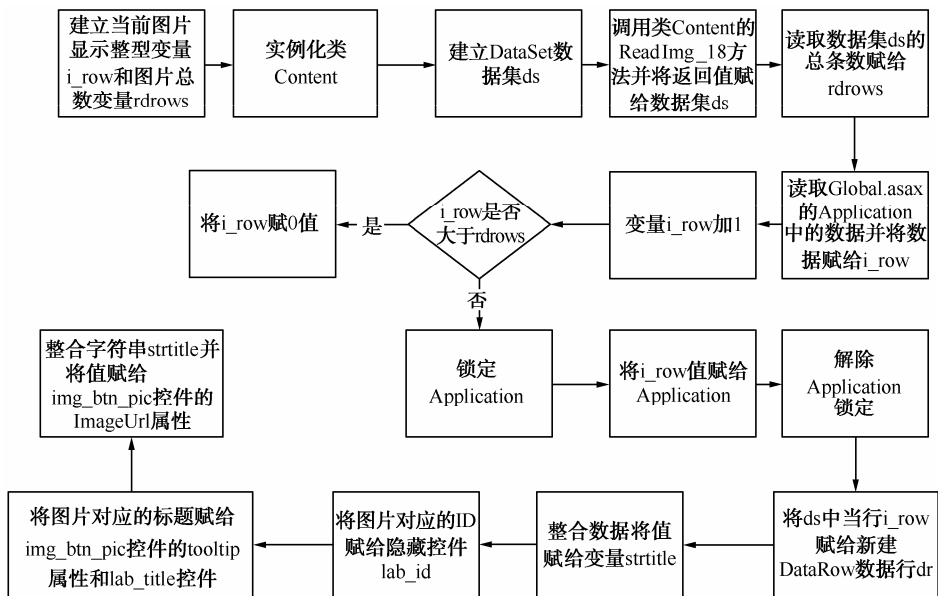 建立当前图片
显示整型变量
i_row和图片总
数变量rdrows
实例化类
Content
建立DataSet数
据集ds
调用类Content的
ReadImg_18方
法并将返回值赋
给数据集ds
读取数据集ds的
总条数赋给
rdrows
读取Global.asax
的Application
中的数据并将数
据赋给i_row
变量i_row加1
i_row是否
大于rdrows
是
将i_row赋0值
否
锁定
Application
将i_row值赋给
Application
解除
Application
锁定
将ds中当行i_row
赋给新建
DataRow数据行dr
整合数据将值
赋给变量strtitle
将图片对应的ID
赋给隐藏控件
lab_id
将图片对应的标题赋给
img_btn_pic控件的tooltip
属性和lab_title控件
整合字符串strtitle并
将值赋给
img_btn_pic控件的
ImageUrl属性